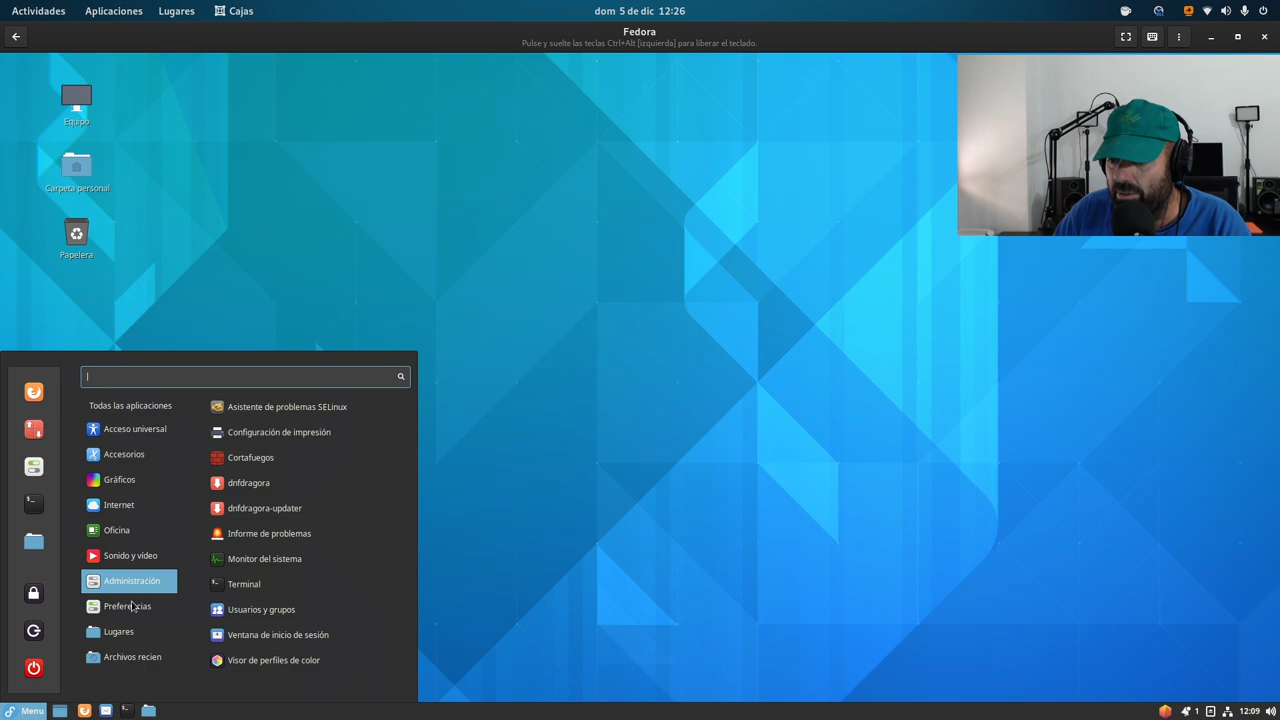 Actividades
Aplicaciones
Lugares
Cajas
dom 5 de dic 12:26
Fedora
Pulse y suelte las teclas Ctrl+Alt [izquierda] para liberar el teclado.
Equipo
Carpeta personal
Papelera
Todas las aplicaciones
Acceso universal
Accesorios
Gráficos
Internet
Oficina
Sonido y vídeo
Administración
Preferencias
Lugares
Archivos recien
Asistente de problemas SELinux
Configuración de impresión
Cortafuegos
dnfdragora
dnfdragora-updater
Informe de problemas
Monitor del sistema
Terminal
Usuarios y grupos
Ventana de inicio de sesión
Visor de perfiles de color
Menu
1
12:09